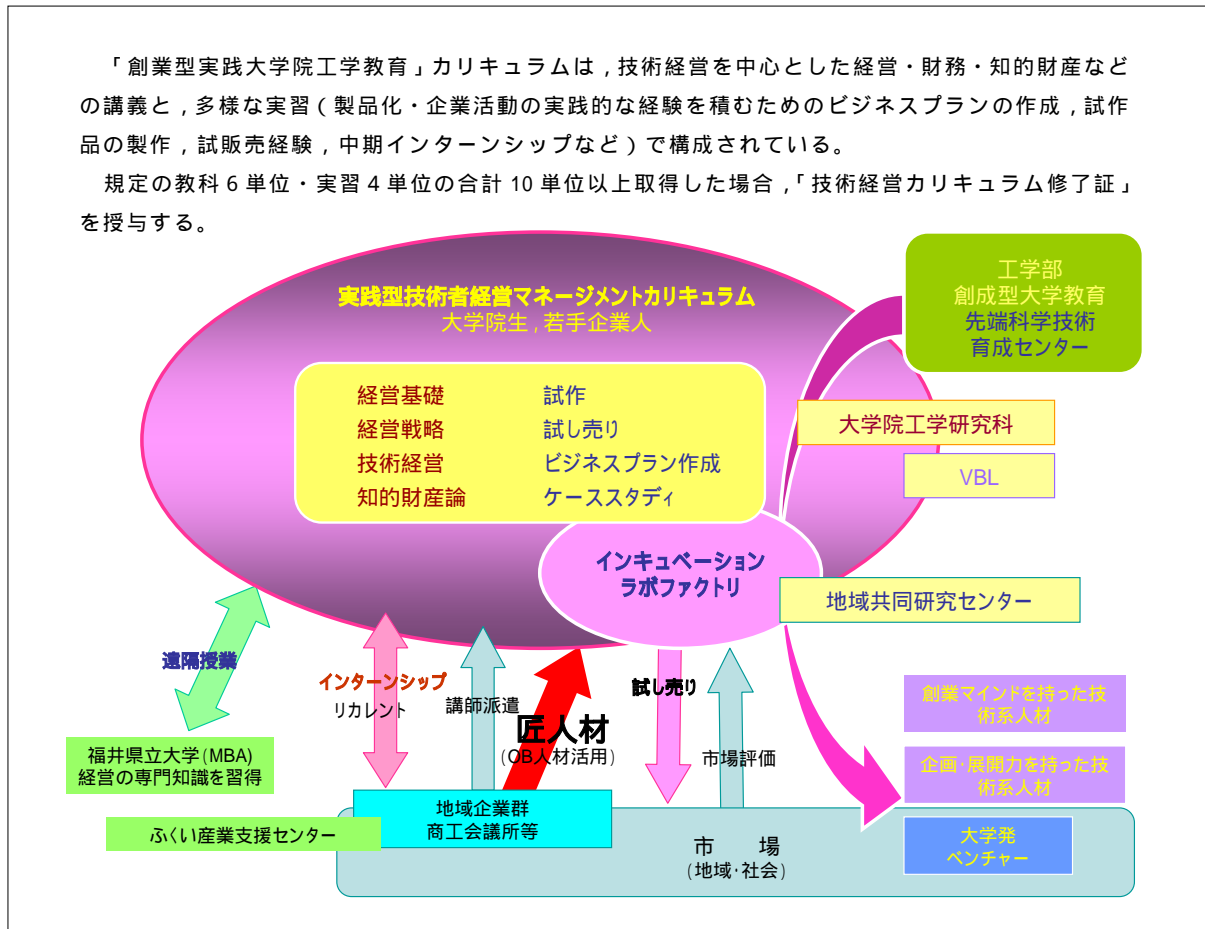 「創業型実践大学院工学教育」カリキュラムは，技術経営を中心とした経営・財務・知的財産など
の講義と，多様な実習（製品化・企業活動の実践的な経験を積むためのビジネスプランの作成，試作
品の製作，試販売経験，中期インターンシップなど）で構成されている。
規定の教科６単位・実習４単位の合計 10 単位以上取得した場合，「技術経営カリキュラム修了証」
を授与する。
実践型技術者経営マネージメントカリキュラム
大学院生，若手企業人
工学部
創成型大学教育
先端科学技術
育成センター
経営基礎 試作
経営戦略 試し売り
技術経営 ビジネスプラン作成
知的財産論 ケーススタディ
大学院工学研究科
VBL
インキュベーション
ラボファクトリ
地域共同研究センター
遠隔授業
インターンシップ
リカレント
講師派遣
匠人材
(OB人材活用)
試し売り
市場評価
創業マインドを持った技
術系人材
企画・展開力を持った技
術系人材
福井県立大学(MBA)
経営の専門知識を習得
地域企業群
商工会議所等
ふくい産業支援センター
市　場
(地域・社会)
大学発
ベンチャー